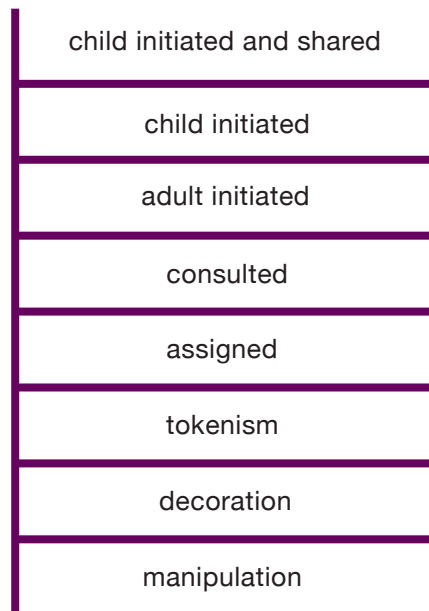 child initiated and shared
child initiated
adult initiated
consulted
assigned
tokenism
decoration
manipulation